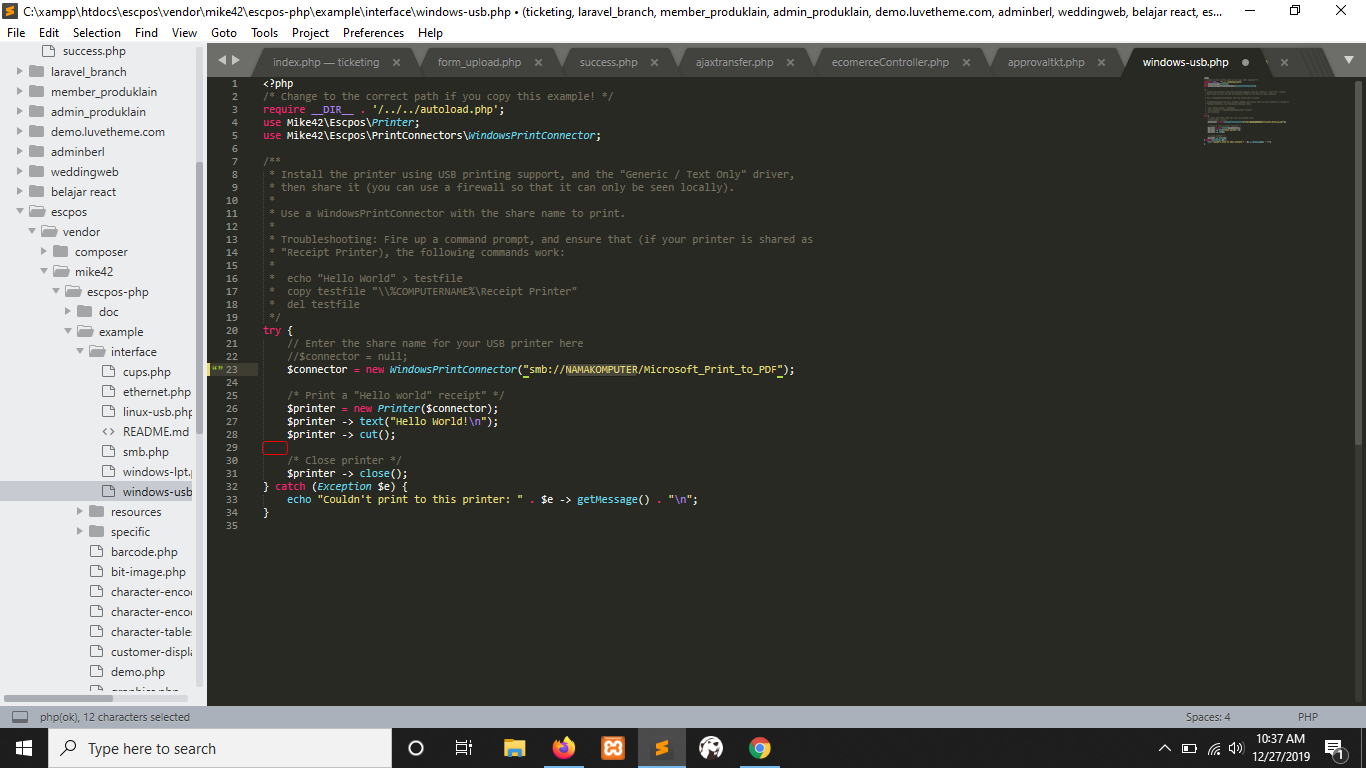 C:\xampp\htdocs\escpos\vendor\mike42\escpos-php\example\interface\windows-usb.php • (ticketing, laravel_branch, member_produklain, admin_produklain, demo.luvetheme.com, adminberl, weddingweb, belajar react, es...
File Edit Selection Find View Goto Tools Project Preferences Help
success.php
laravel_branch
member_produklain
admin_produklain
demo.luvetheme.com
adminberl
weddingweb
belajar react
escpos
vendor
composer
mike42
escpos-php
doc
example
interface
cups.php
ethernet.php
linux-usb.php
<> README.md
smb.php
windows-lpt.
windows-usb
resources
specific
barcode.php
bit-image.php
character-enco
character-enco
character-table
customer-displ
demo.php
index.php — ticketing × form_upload.php × success.php × ajaxtransfer.php × ecomerceController.php × approvaltkt.php × windows-usb.php • ×
1 <?php
2 /* Change to the correct path if you copy this example! */
3 require __DIR__ . '/../../autoload.php';
4 use Mike42\Escpos\Printer;
5 use Mike42\Escpos\PrintConnectors\WindowsPrintConnector;
6
7 /**
8 * Install the printer using USB printing support, and the "Generic / Text Only" driver,
9 * then share it (you can use a firewall so that it can only be seen locally).
10 *
11 * Use a WindowsPrintConnector with the share name to print.
12 *
13 * Troubleshooting: Fire up a command prompt, and ensure that (if your printer is shared as
14 * "Receipt Printer), the following commands work:
15 *
16 * echo "Hello World" > testfile
17 * copy testfile "\\%COMPUTERNAME%\Receipt Printer"
18 * del testfile
19 */
20 try {
21 // Enter the share name for your USB printer here
22 //$connector = null;
“” 23 $connector = new WindowsPrintConnector("smb://NAMAKOMPUTER/Microsoft_Print_to_PDF");
24
25 /* Print a "Hello world" receipt" */
26 $printer = new Printer($connector);
27 $printer -> text("Hello World!\n");
28 $printer -> cut();
29
30 /* Close printer */
31 $printer -> close();
32 } catch (Exception $e) {
33 echo "Couldn't print to this printer: " . $e -> getMessage() . "\n";
34 }
35
php(ok), 12 characters selected
Spaces: 4 PHP
Type here to search
10:37 AM
12/27/2019
1